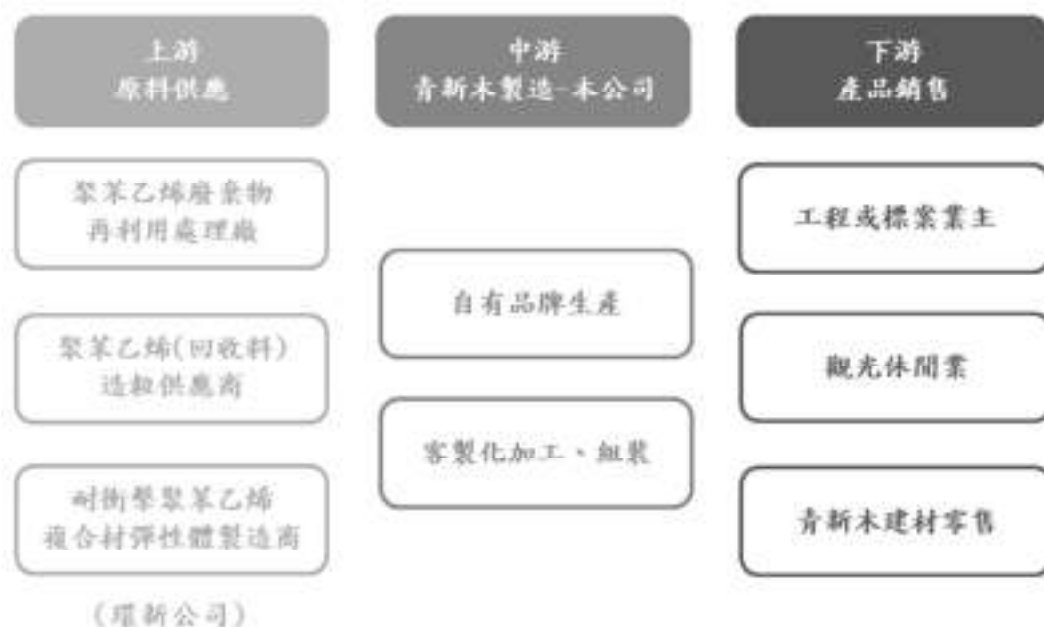 上游
原料供應
中游
青新木製造-本公司
下游
產品銷售
聚苯乙烯廢棄物
再利用處理廠
聚苯乙烯(回收料)
造粒供應商
耐衝擊聚苯乙烯
複合材彈性體製造商
(環新公司)
自有品牌生產
客製化加工、組裝
工程或標案業主
觀光休閒業
青新木建材零售